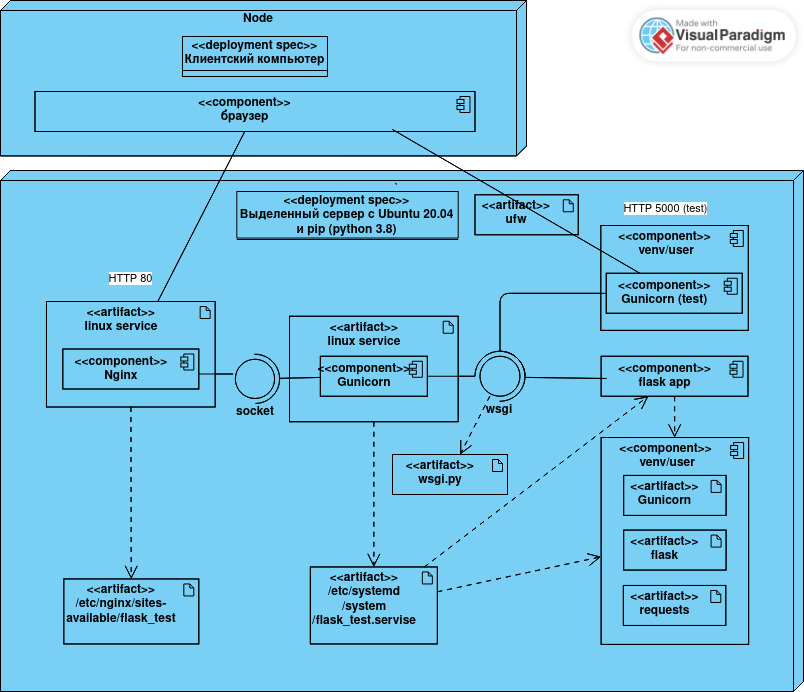 Node
Made with
VisualParadigm
For non-commercial use
<<deployment spec>>
Клиентский компьютер
<<component>>
браузер
<<deployment spec>>
Выделенный сервер с Ubuntu 20.04
и pip (python 3.8)
<<artifact>>
ufw
HTTP 5000 (test)
<<component>>
venv/user
<<component>>
Gunicorn (test)
HTTP 80
<<artifact>>
linux service
<<component>>
Nginx
socket
<<artifact>>
linux service
<<component>>
Gunicorn
wsgi
<<component>>
flask app
<<artifact>>
wsgi.py
<<component>>
venv/user
<<artifact>>
Gunicorn
<<artifact>>
flask
<<artifact>>
requests
<<artifact>>
/etc/nginx/sites-
available/flask_test
<<artifact>>
/etc/systemd
/system
/flask_test.servise